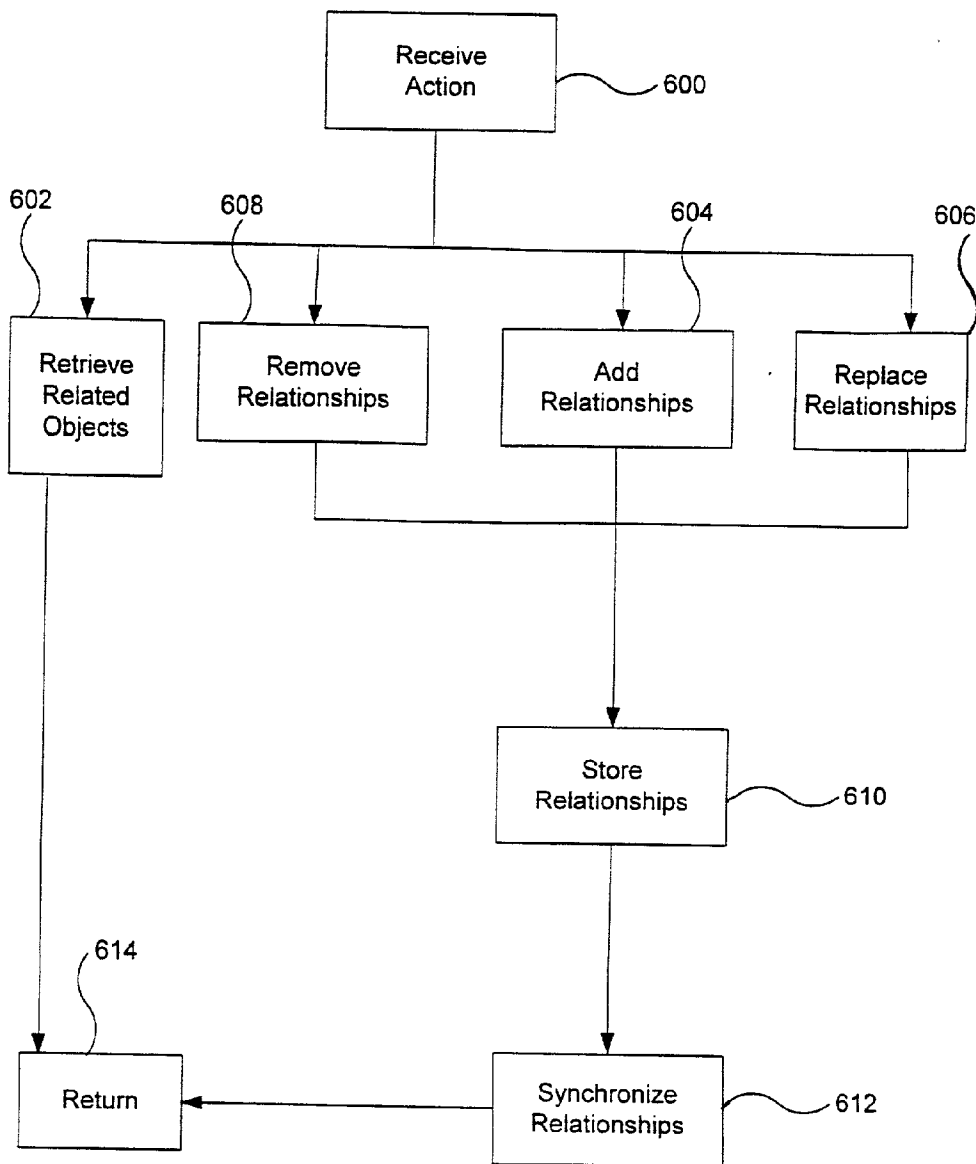 Receive
Action
600
602
608
604
606
Retrieve
Related
Objects
Remove
Relationships
Add
Relationships
Replace
Relationships
Store
Relationships
610
614
Return
Synchronize
Relationships
612